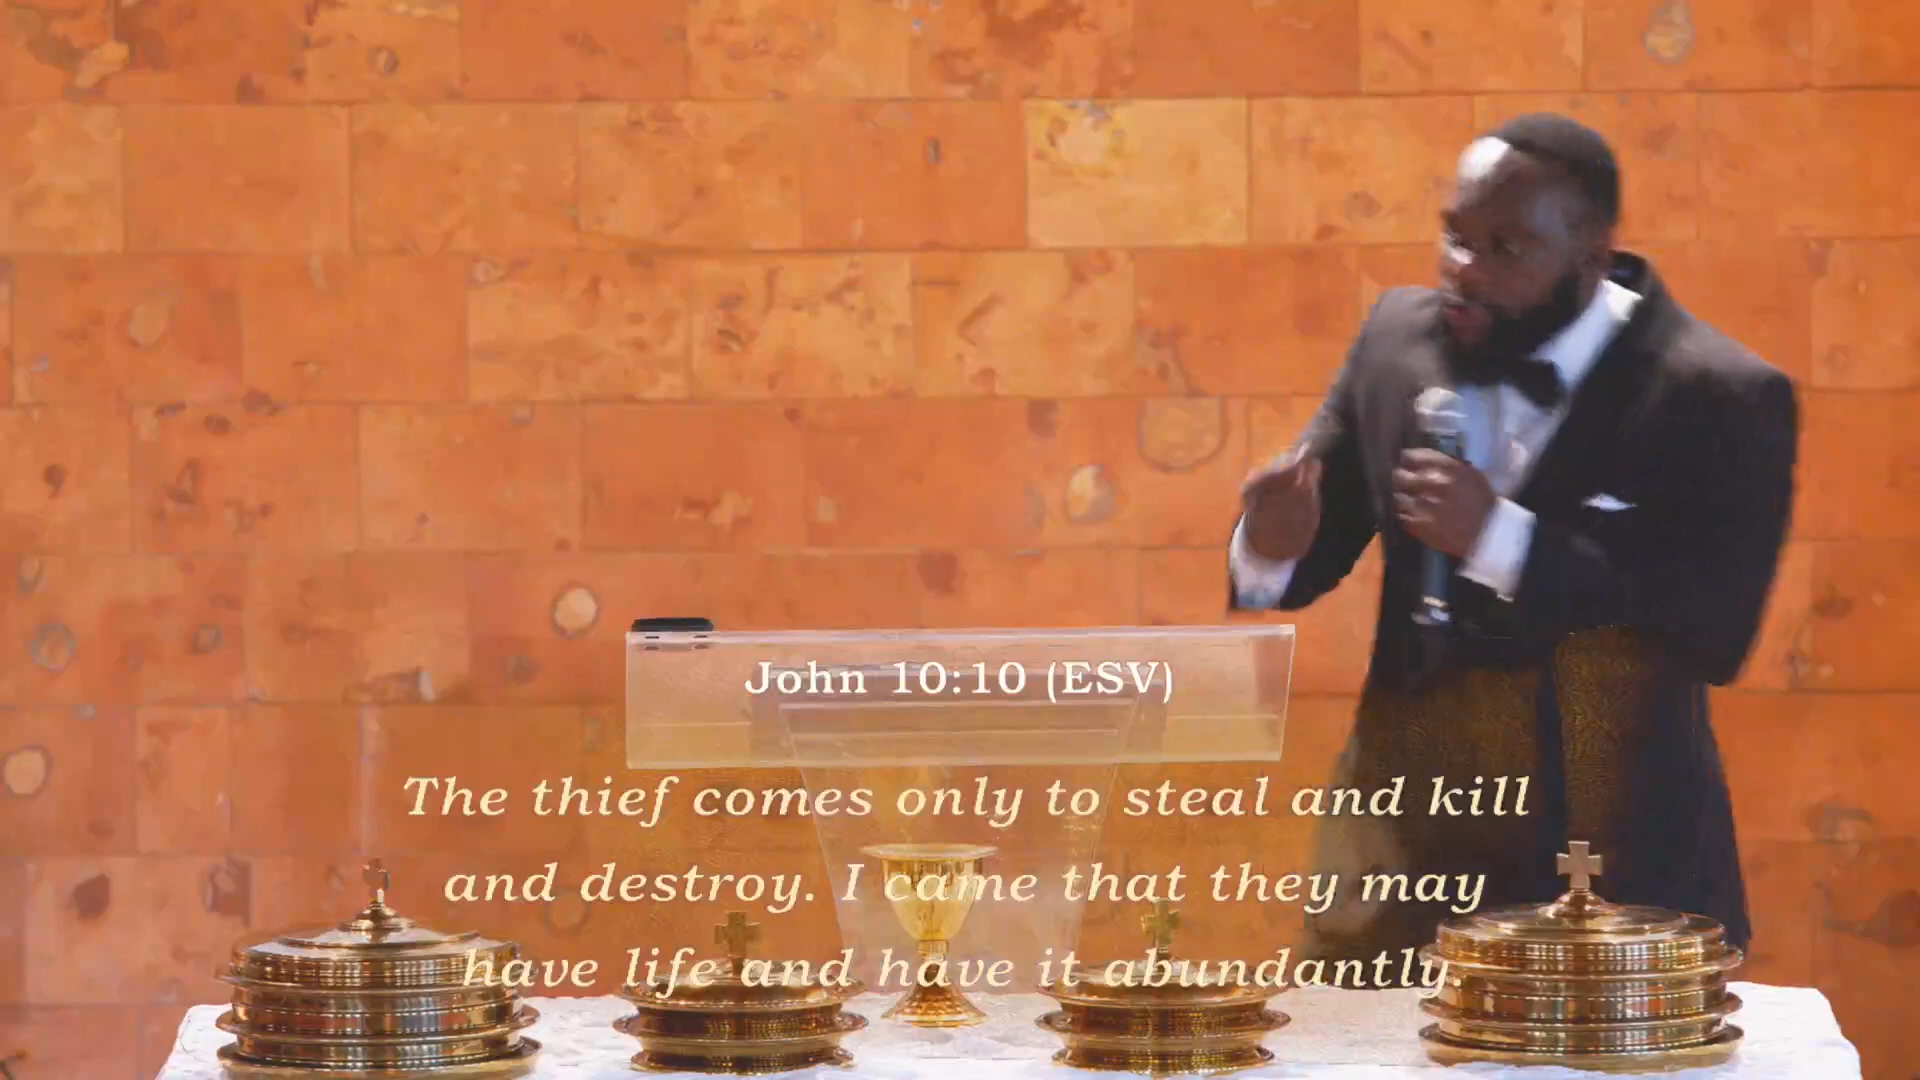 John 10:10 (ESV)
The thief comes only to steal and kill
and destroy. I came that they may
have life and have it abundantly.